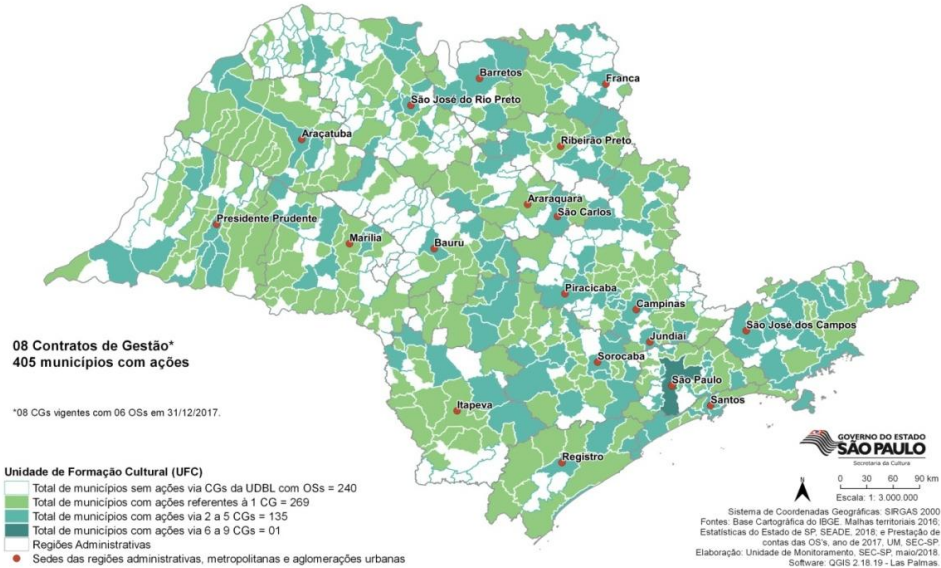 Barretos
Franca
São José do Rio Preto
Araçatuba
Ribeirão Preto
Araraquara
São Carlos
Presidente Prudente
Marília
Bauru
Piracicaba
Campinas
São José dos Campos
Jundiaí
Sorocaba
São Paulo
Santos
Itapeva
Registro
08 Contratos de Gestão*
405 municípios com ações
*08 CGs vigentes com 06 OSs em 31/12/2017.
Unidade de Formação Cultural (UFC)
Total de municípios sem ações via CGs da UDBL com OSs = 240
Total de municípios com ações referentes à 1 CG = 269
Total de municípios com ações via 2 a 5 CGs = 135
Total de municípios com ações via 6 a 9 CGs = 01
Regiões Administrativas
Sedes das regiões administrativas, metropolitanas e aglomerações urbanas
GOVERNO DO ESTADO
SÃO PAULO
Secretaria da Cultura
N
0 30 60 90 km
Escala: 1: 3.000.000
Sistema de Coordenadas Geográficas: SIRGAS 2000
Fontes: Base Cartográfica do IBGE. Malhas territoriais 2016;
Estatísticas do Estado de SP, SEADE, 2018; e Prestação de
contas das OS's, ano de 2017, UM, SEC-SP.
Elaboração: Unidade de Monitoramento, SEC-SP, maio/2018.
Software: QGIS 2.18.19 - Las Palmas.